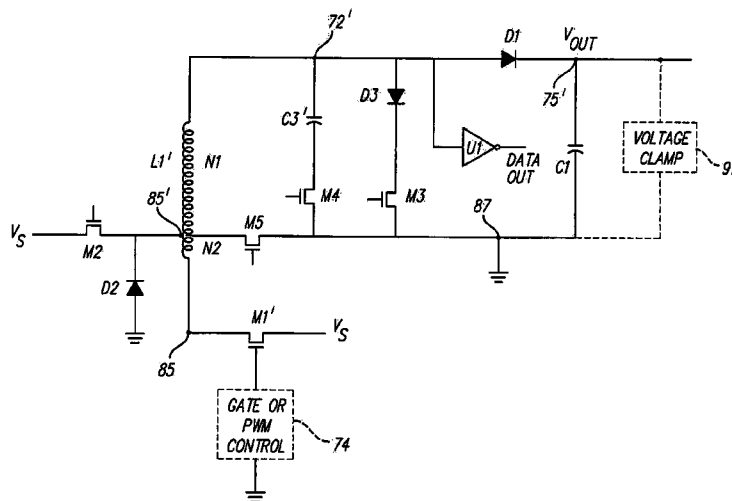 72'
D1
V_OUT
D3
75'
C3'
L1'
N1
U1
VOLTAGE
CLAMP
DATA
OUT
C1
85'
M4
M3
V_S
M2
N2
M5
87
D2
M1'
V_S
85
GATE OR
PWM
CONTROL
74